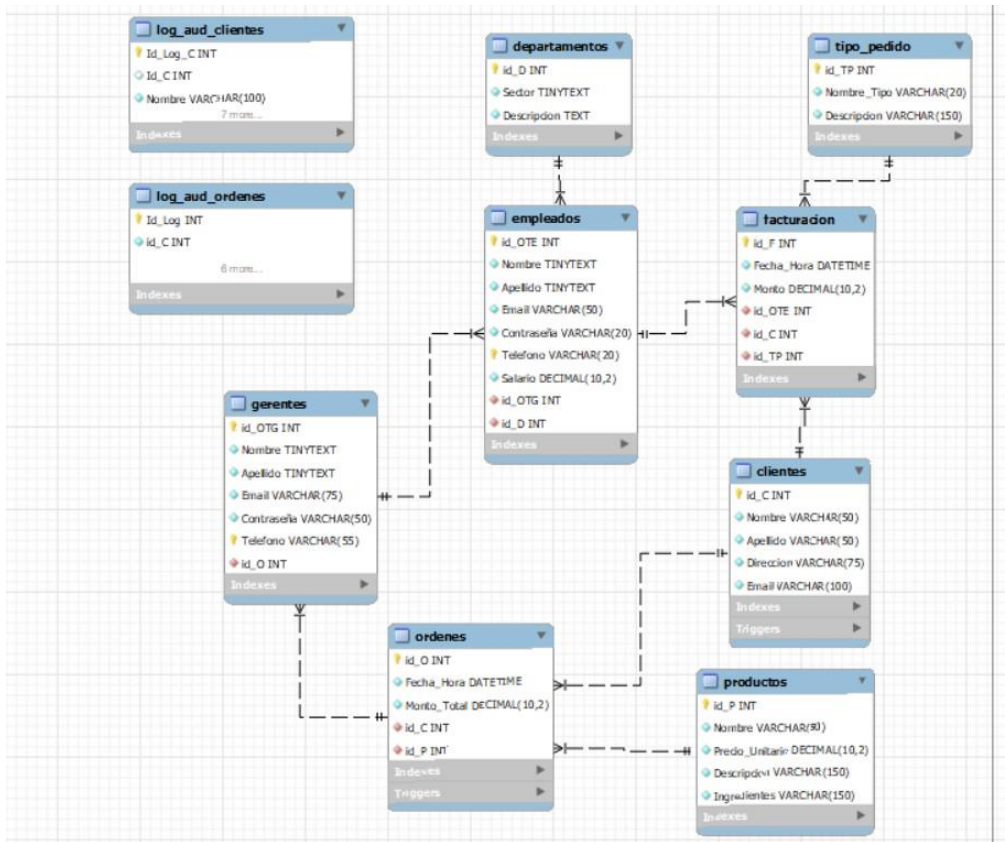 log_aud_clientes
Id_Log_C INT
Id_C INT
Nombre VARCHAR(100)
7 more...
Indexes
log_aud_ordenes
Id_Log INT
id_C INT
6 more...
Indexes
departamentos
id_D INT
Sector TINYTEXT
Descripcion TEXT
Indexes
tipo_pedido
id_TP INT
Nombre_Tipo VARCHAR(20)
Descripcion VARCHAR(150)
Indexes
empleados
id_OTE INT
Nombre TINYTEXT
Apellido TINYTEXT
Email VARCHAR(50)
Contraseña VARCHAR(20)
Telefono VARCHAR(20)
Salario DECIMAL(10,2)
id_OTG INT
id_D INT
Indexes
facturacion
id_F INT
Fecha_Hora DATETIME
Monto DECIMAL(10,2)
id_OTE INT
id_C INT
id_TP INT
Indexes
gerentes
id_OTG INT
Nombre TINYTEXT
Apellido TINYTEXT
Email VARCHAR(75)
Contraseña VARCHAR(50)
Telefono VARCHAR(55)
id_O INT
Indexes
clientes
id_C INT
Nombre VARCHAR(50)
Apellido VARCHAR(50)
Direccion VARCHAR(75)
Email VARCHAR(100)
Indexes
Triggers
ordenes
id_O INT
Fecha_Hora DATETIME
Monto_Total DECIMAL(10,2)
id_C INT
id_P INT
Indexes
Triggers
productos
id_P INT
Nombre
Precio_Unitario DECIMAL(10,2)
Descripcion VARCHAR(150)
Ingredientes VARCHAR(150)
Indexes